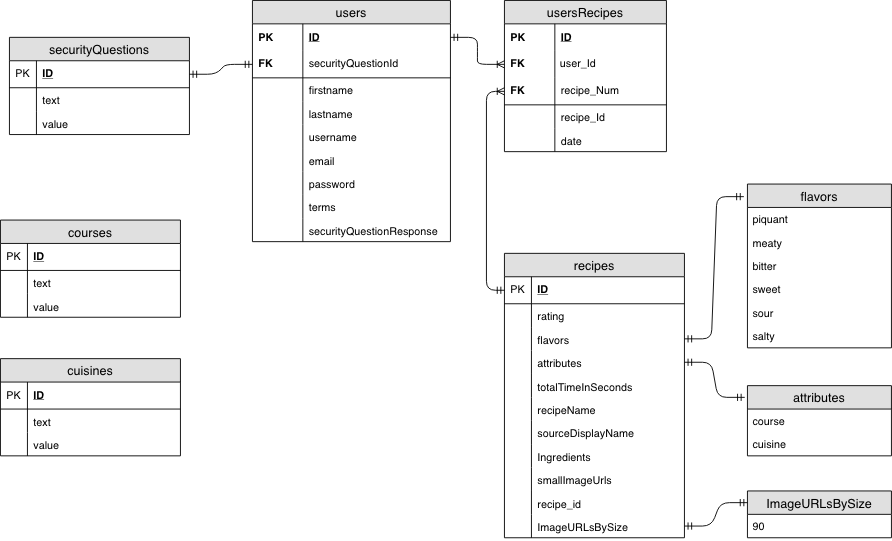 securityQuestions
PK ID
text
value
users
PK ID
FK securityQuestionId
firstname
lastname
username
email
password
terms
securityQuestionResponse
usersRecipes
PK ID
FK user_Id
FK recipe_Num
recipe_Id
date
courses
PK ID
text
value
cuisines
PK ID
text
value
recipes
PK ID
rating
flavors
attributes
totalTimeInSeconds
recipeName
sourceDisplayName
Ingredients
smallImageUrls
recipe_id
ImageURLsBySize
flavors
piquant
meaty
bitter
sweet
sour
salty
attributes
course
cuisine
ImageURLsBySize
90